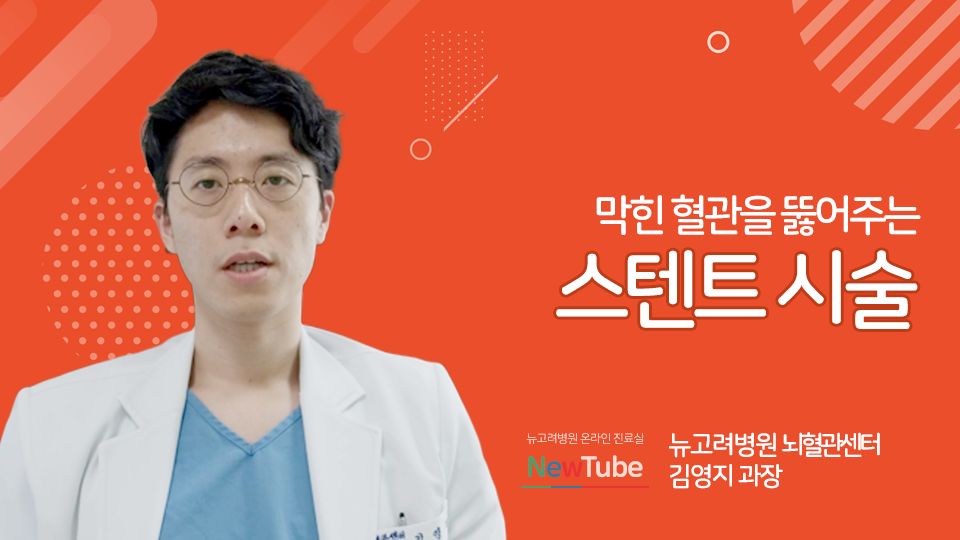 막힌 혈관을 뚫어주는
스텐트 시술
뉴고려병원 온라인 진료실
NewTube
뉴고려병원 뇌혈관센터
김영지 과장